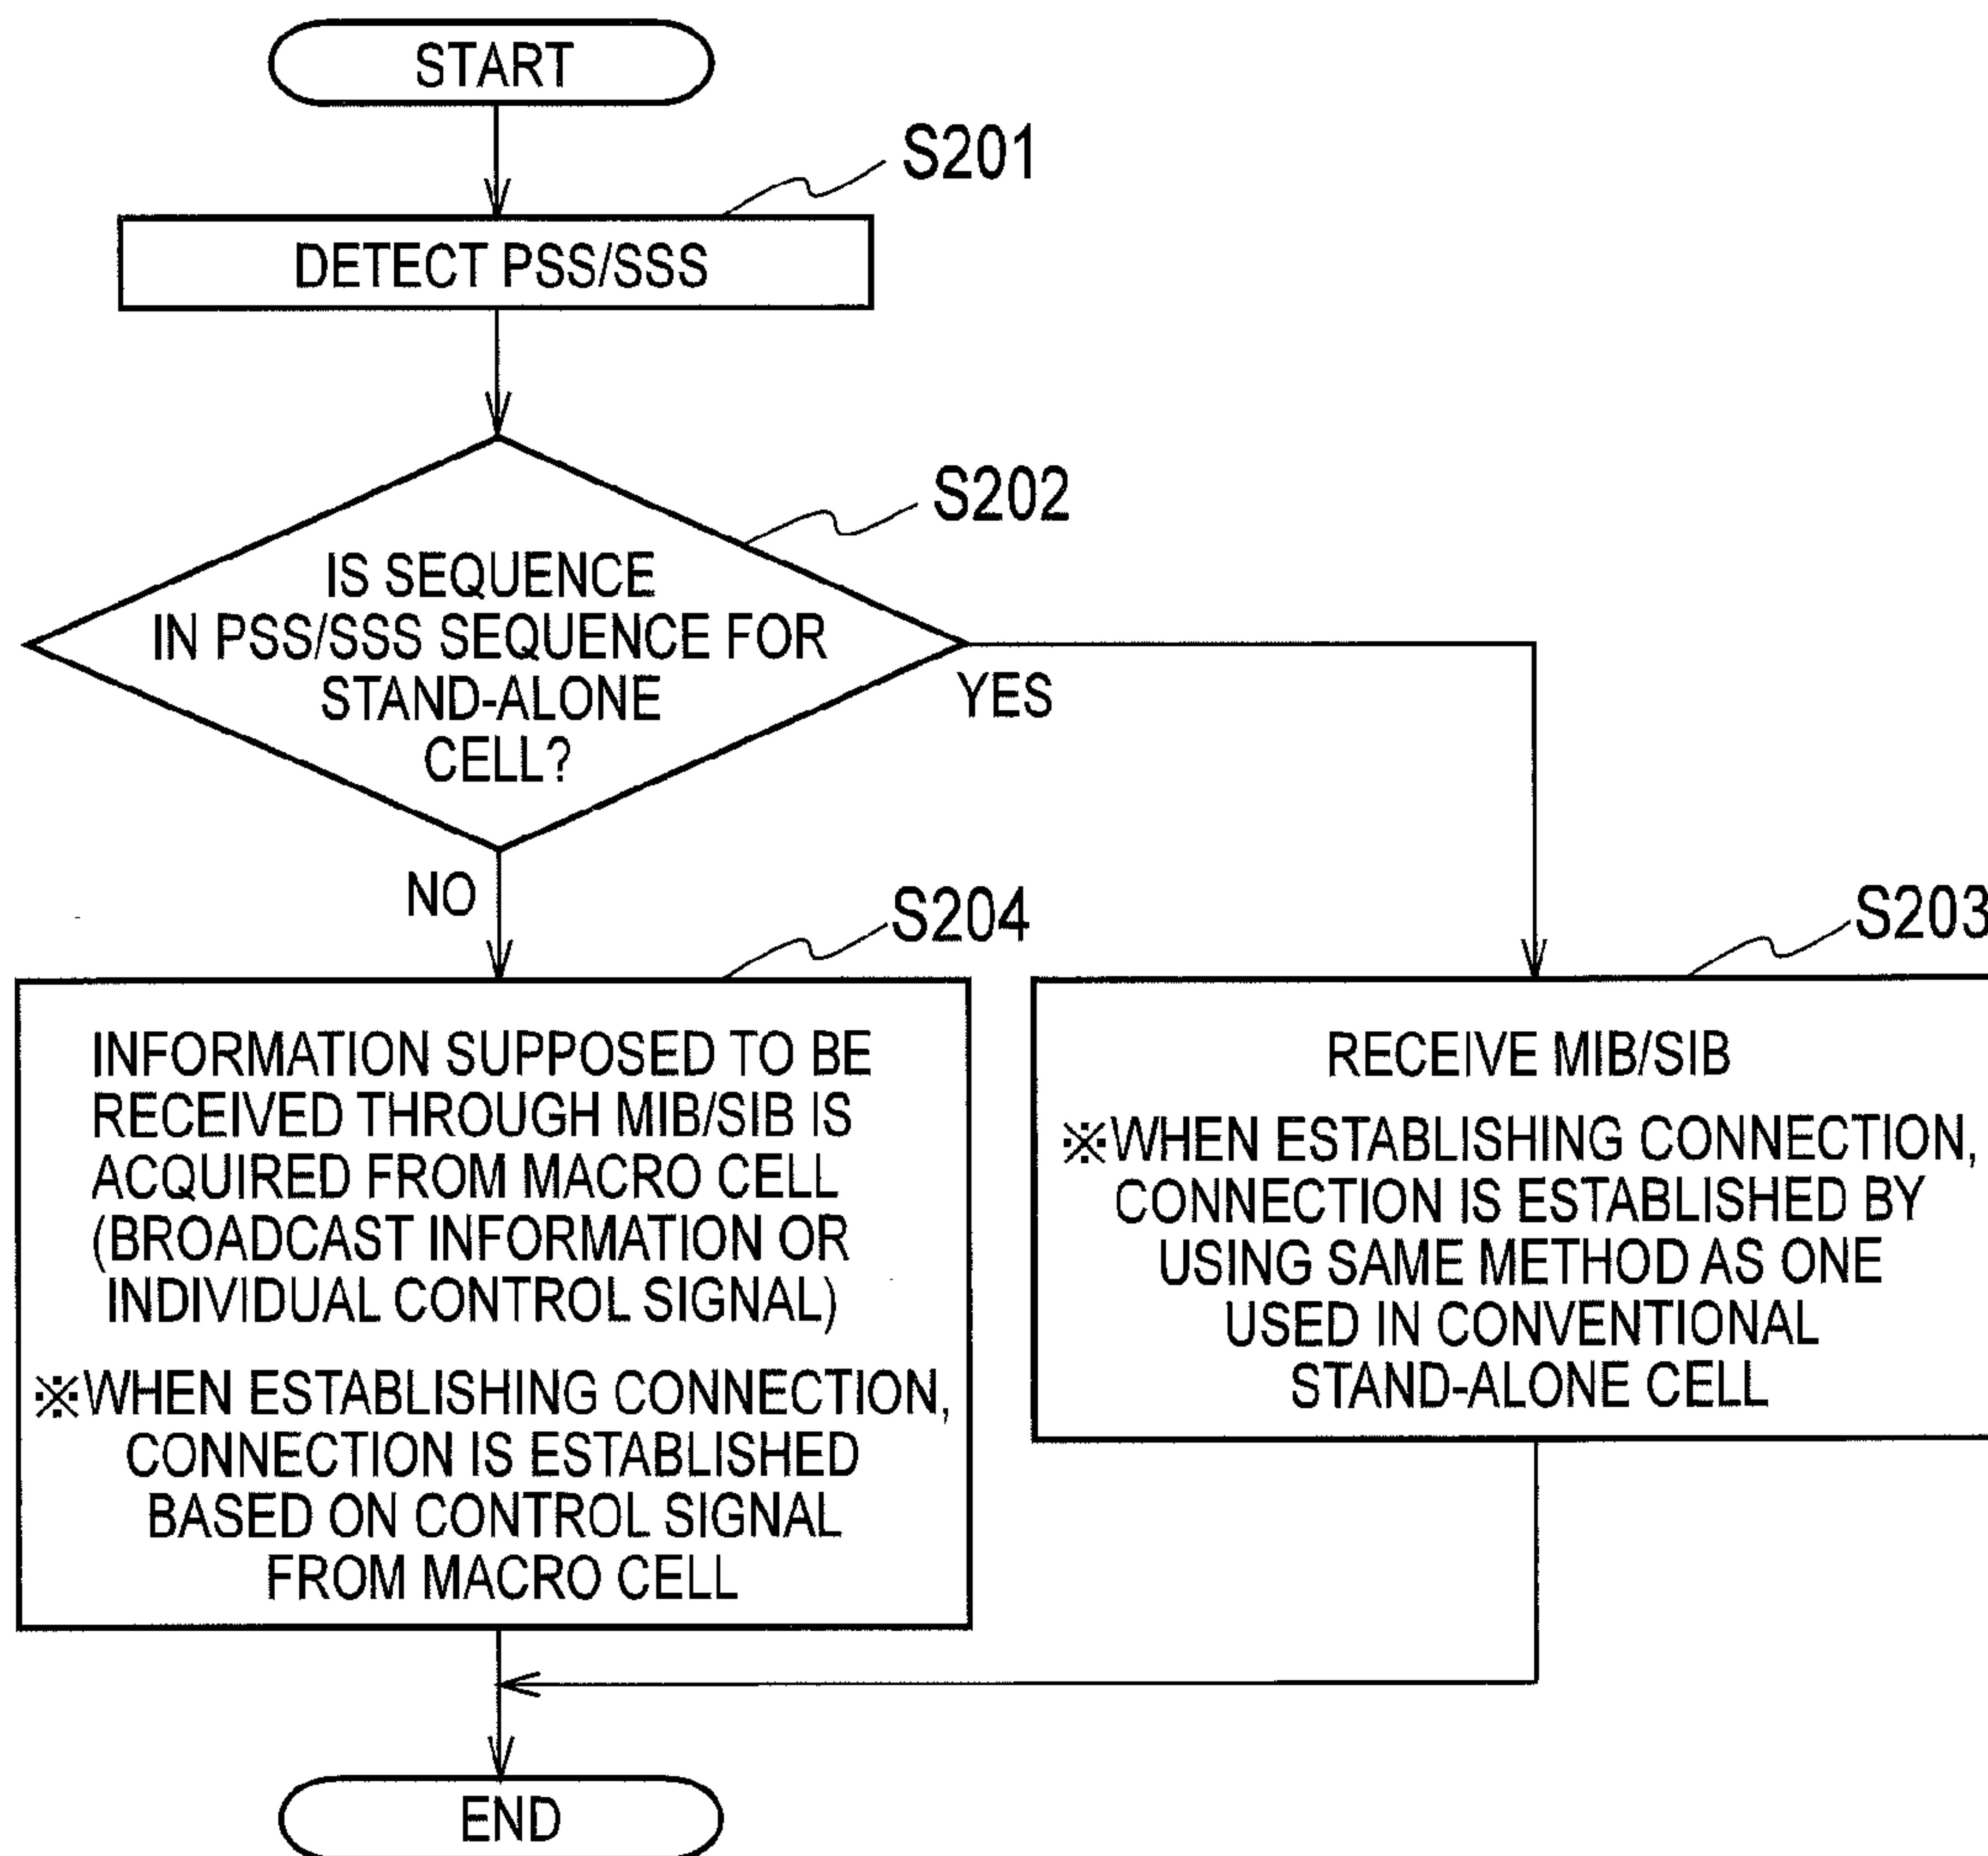 START
S201
DETECT PSS/SSS
S202
IS SEQUENCE
IN PSS/SSS SEQUENCE FOR
STAND-ALONE
CELL?
YES
NO
S204
INFORMATION SUPPOSED TO BE
RECEIVED THROUGH MIB/SIB IS
ACQUIRED FROM MACRO CELL
(BROADCAST INFORMATION OR
INDIVIDUAL CONTROL SIGNAL)
※WHEN ESTABLISHING CONNECTION,
CONNECTION IS ESTABLISHED
BASED ON CONTROL SIGNAL
FROM MACRO CELL
S203
RECEIVE MIB/SIB
※WHEN ESTABLISHING CONNECTION,
CONNECTION IS ESTABLISHED BY
USING SAME METHOD AS ONE
USED IN CONVENTIONAL
STAND-ALONE CELL
END